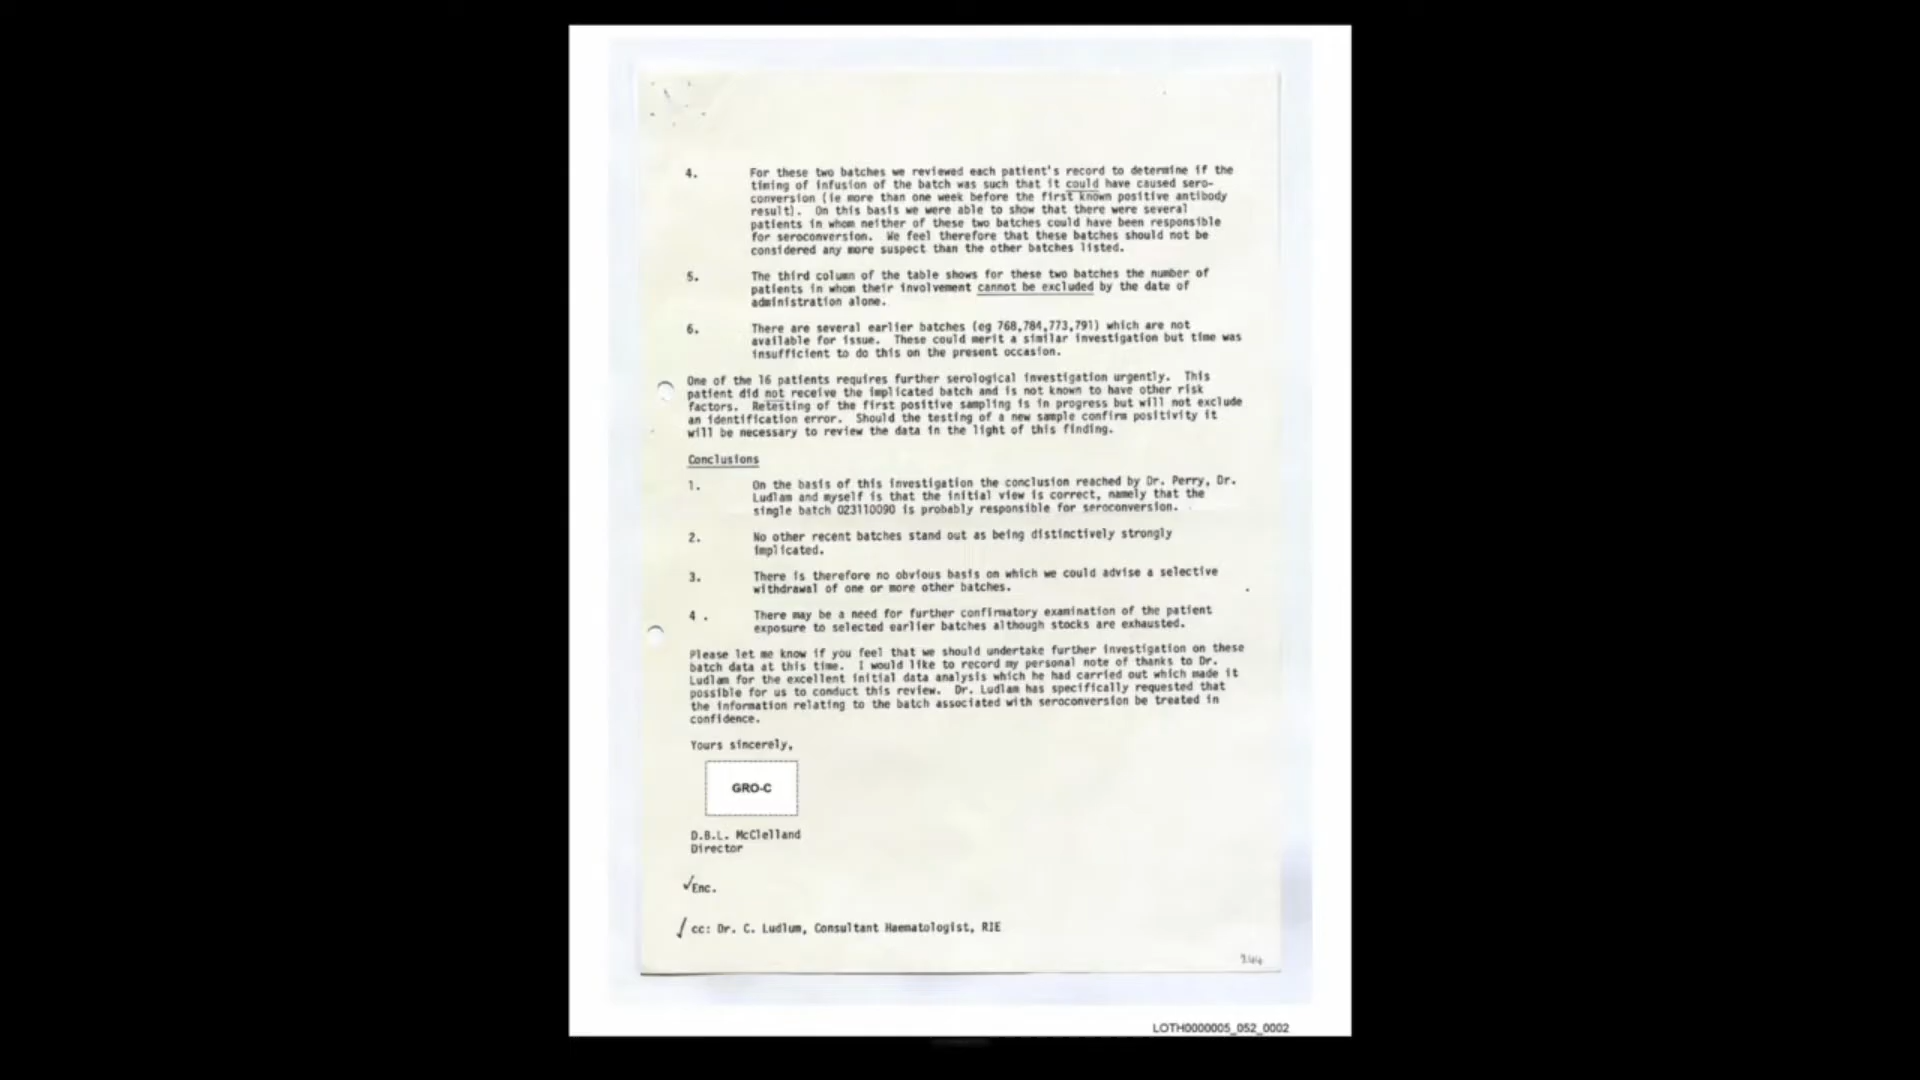 4. For these two batches we reviewed each patient's record to determine if the
timing of infusion of the batch was such that it could have caused sero-
conversion (ie more than one week before the first known positive antibody
result). On this basis we were able to show that there were several
patients in whom neither of these two batches could have been responsible
for seroconversion. We feel therefore that these batches should not be
considered any more suspect than the other batches listed.
5. The third column of the table shows for these two batches the number of
patients in whom their involvement cannot be excluded by the date of
administration alone.
6. There are several earlier batches (eg 768,784,773,791) which are not
available for issue. These could merit a similar investigation but time was
insufficient to do this on the present occasion.
One of the 16 patients requires further serological investigation urgently. This
patient did not receive the implicated batch and is not known to have other risk
factors. Retesting of the first positive sampling is in progress but will not exclude
an identification error. Should the testing of a new sample confirm positivity it
will be necessary to review the data in the light of this finding.
Conclusions
1. On the basis of this investigation the conclusion reached by Dr. Perry, Dr.
Ludlam and myself is that the initial view is correct, namely that the
single batch 023110090 is probably responsible for seroconversion.
2. No other recent batches stand out as being distinctively strongly
implicated.
3. There is therefore no obvious basis on which we could advise a selective
withdrawal of one or more other batches.
4 . There may be a need for further confirmatory examination of the patient
exposure to selected earlier batches although stocks are exhausted.
Please let me know if you feel that we should undertake further investigation on these
batch data at this time. I would like to record my personal note of thanks to Dr.
Ludlam for the excellent initial data analysis which he had carried out which made it
possible for us to conduct this review. Dr. Ludlam has specifically requested that
the information relating to the batch associated with seroconversion be treated in
confidence.
Yours sincerely,
GRO-C
D.B.L. McClelland
Director
✓Enc.
✓ cc: Dr. C. Ludlum, Consultant Haematologist, RIE
LOTH0000005_052_0002